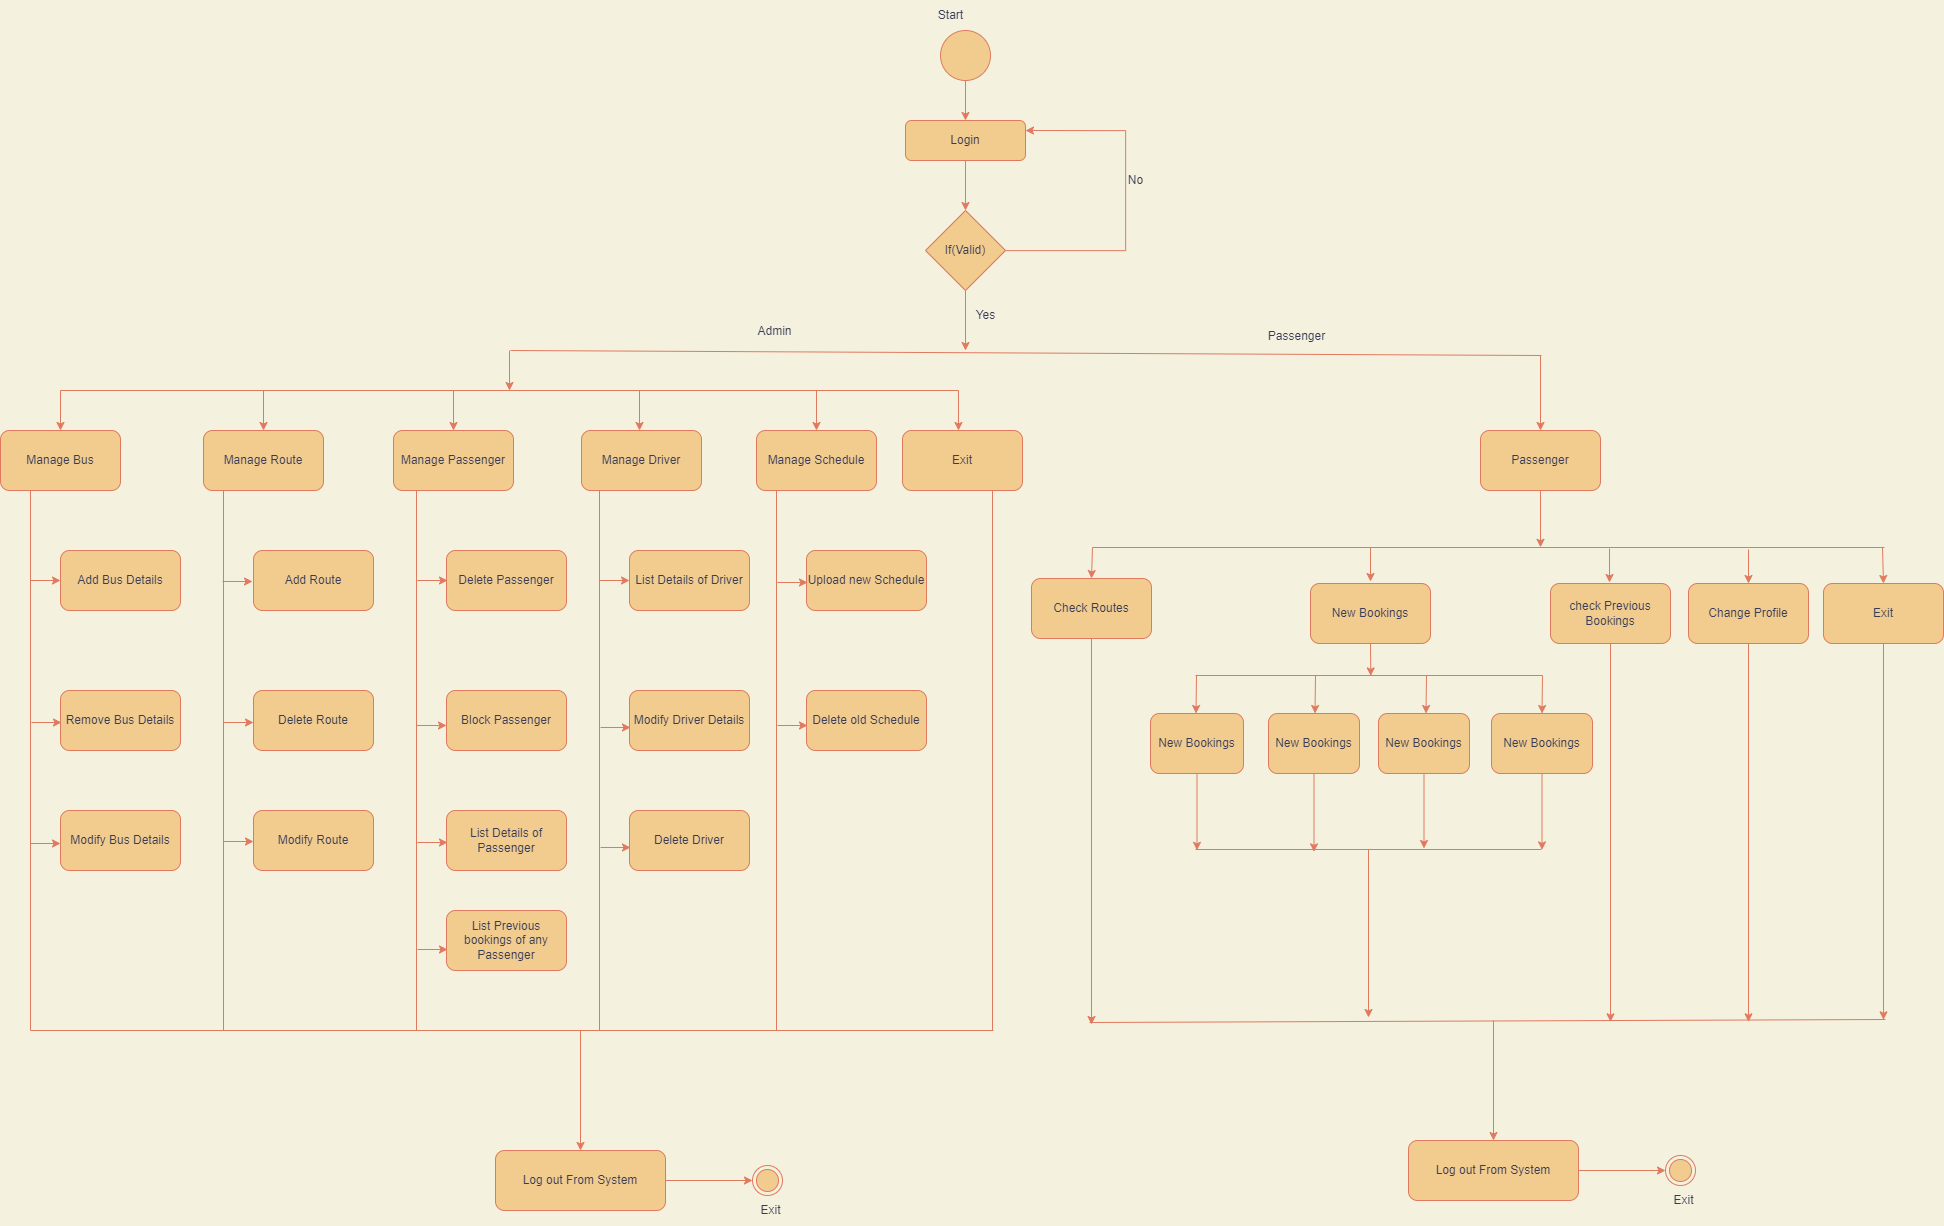 Start
Login
No
If(Valid)
Yes
Admin
Passenger
Manage Bus
Manage Route
Manage Passenger
Manage Driver
Manage Schedule
Exit
Passenger
Add Bus Details
Add Route
Delete Passenger
List Details of Driver
Upload new Schedule
Check Routes
New Bookings
check Previous
Bookings
Change Profile
Exit
Remove Bus Details
Delete Route
Block Passenger
Modify Driver Details
Delete old Schedule
New Bookings
New Bookings
New Bookings
New Bookings
Modify Bus Details
Modify Route
List Details of
Passenger
Delete Driver
List Previous
bookings of any
Passenger
Log out From System
Exit
Log out From System
Exit